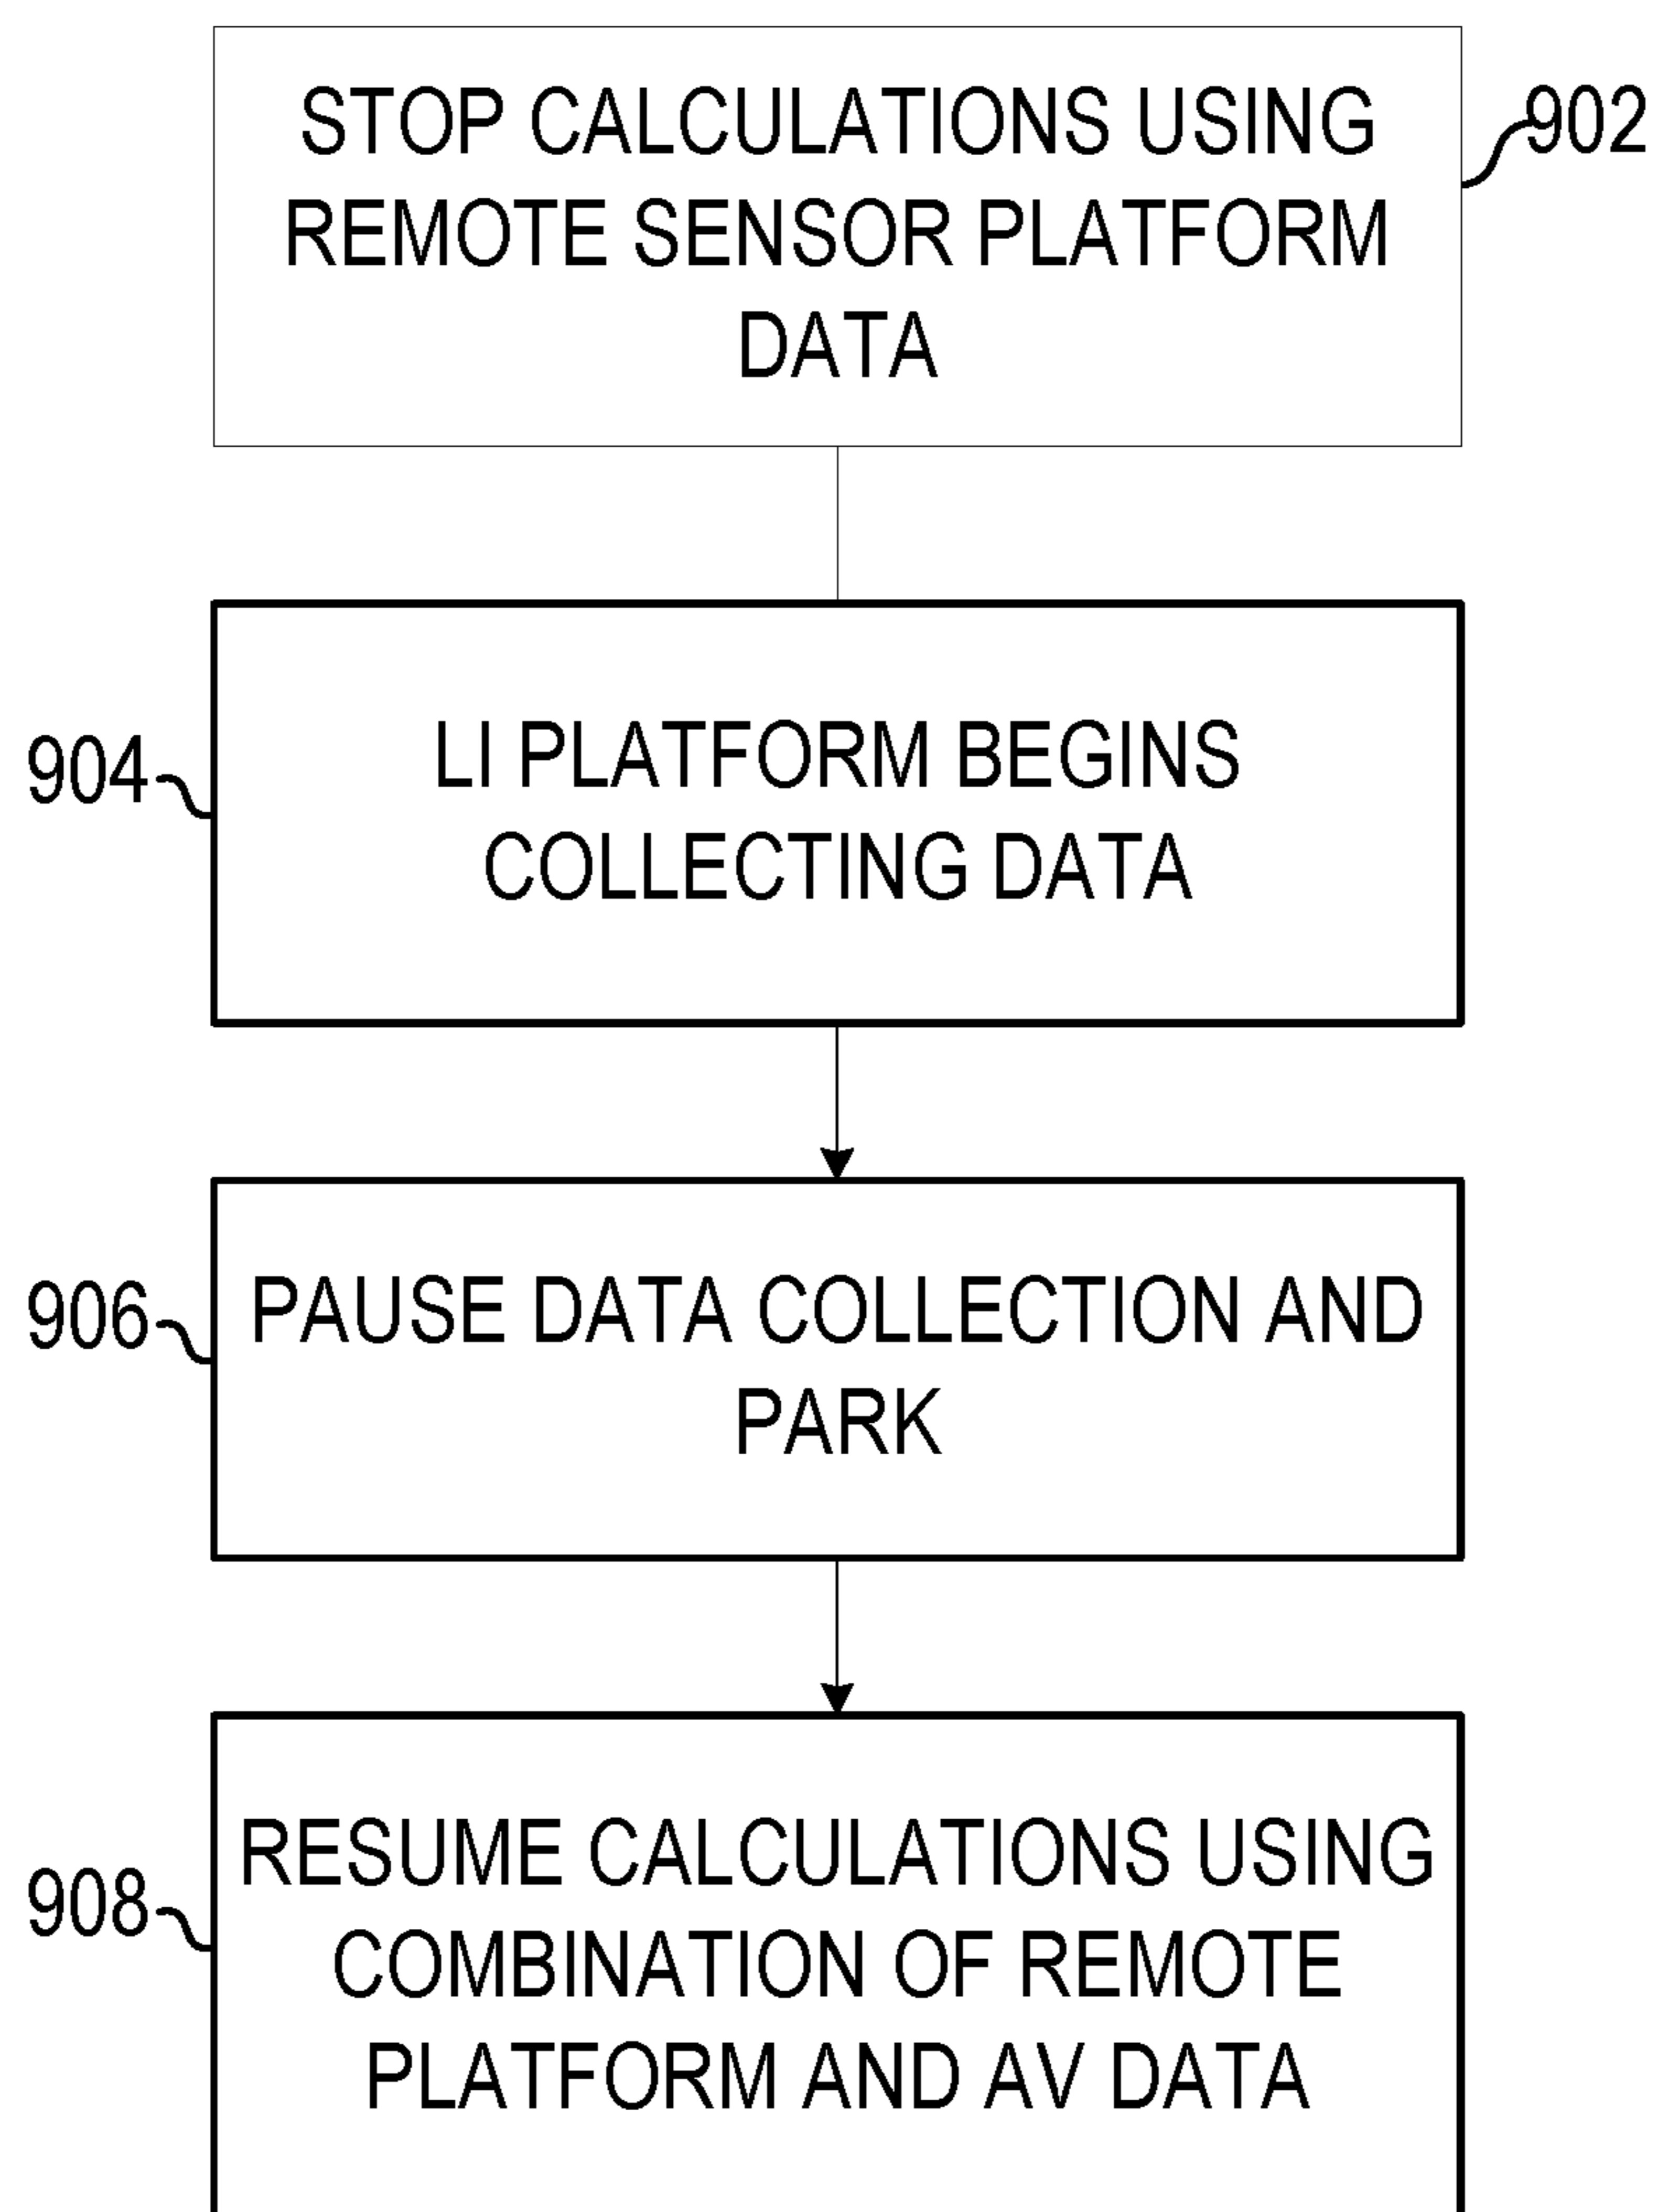 STOP CALCULATIONS USING
REMOTE SENSOR PLATFORM
DATA
902
904
LI PLATFORM BEGINS
COLLECTING DATA
906
PAUSE DATA COLLECTION AND
PARK
908
RESUME CALCULATIONS USING
COMBINATION OF REMOTE
PLATFORM AND AV DATA